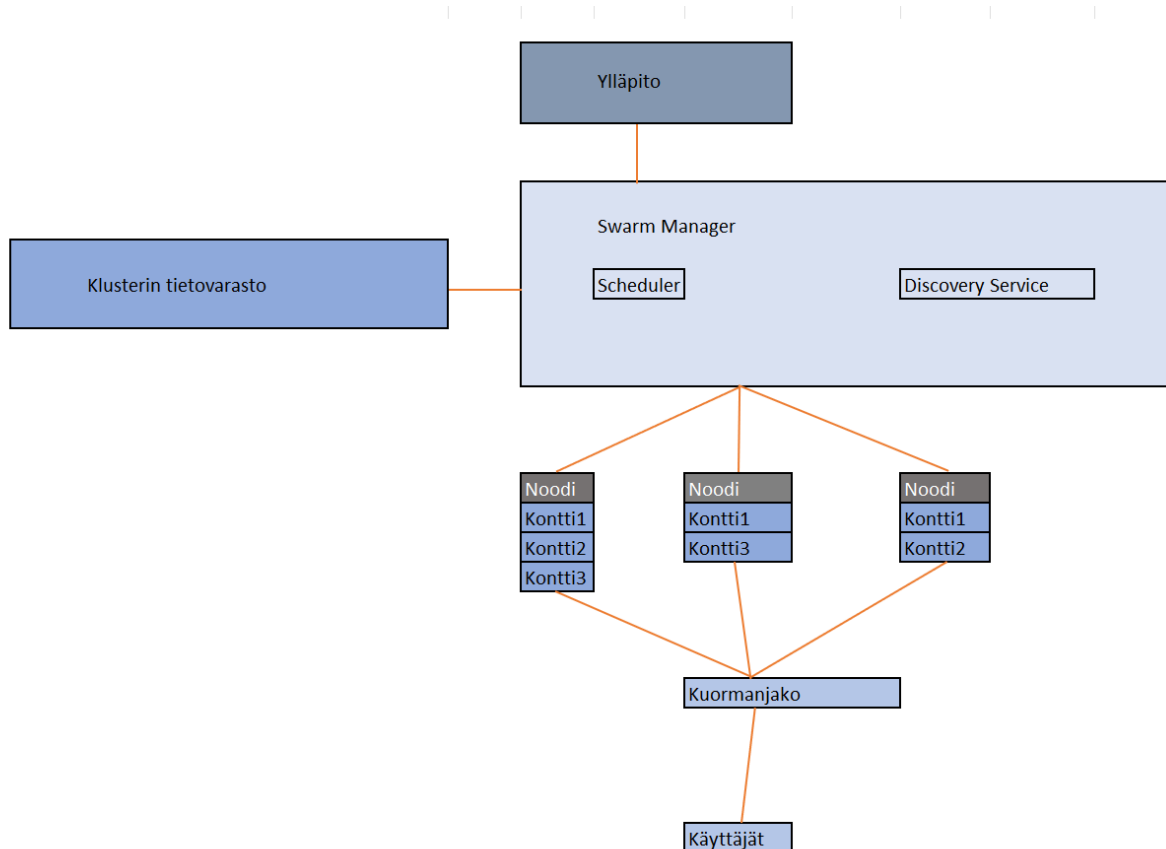 Ylläpito
Swarm Manager
Klusterin tietovarasto
Scheduler
Discovery Service
Noodi
Kontti1
Kontti2
Kontti3
Noodi
Kontti1
Kontti3
Noodi
Kontti1
Kontti2
Kuormanjako
Käyttäjät